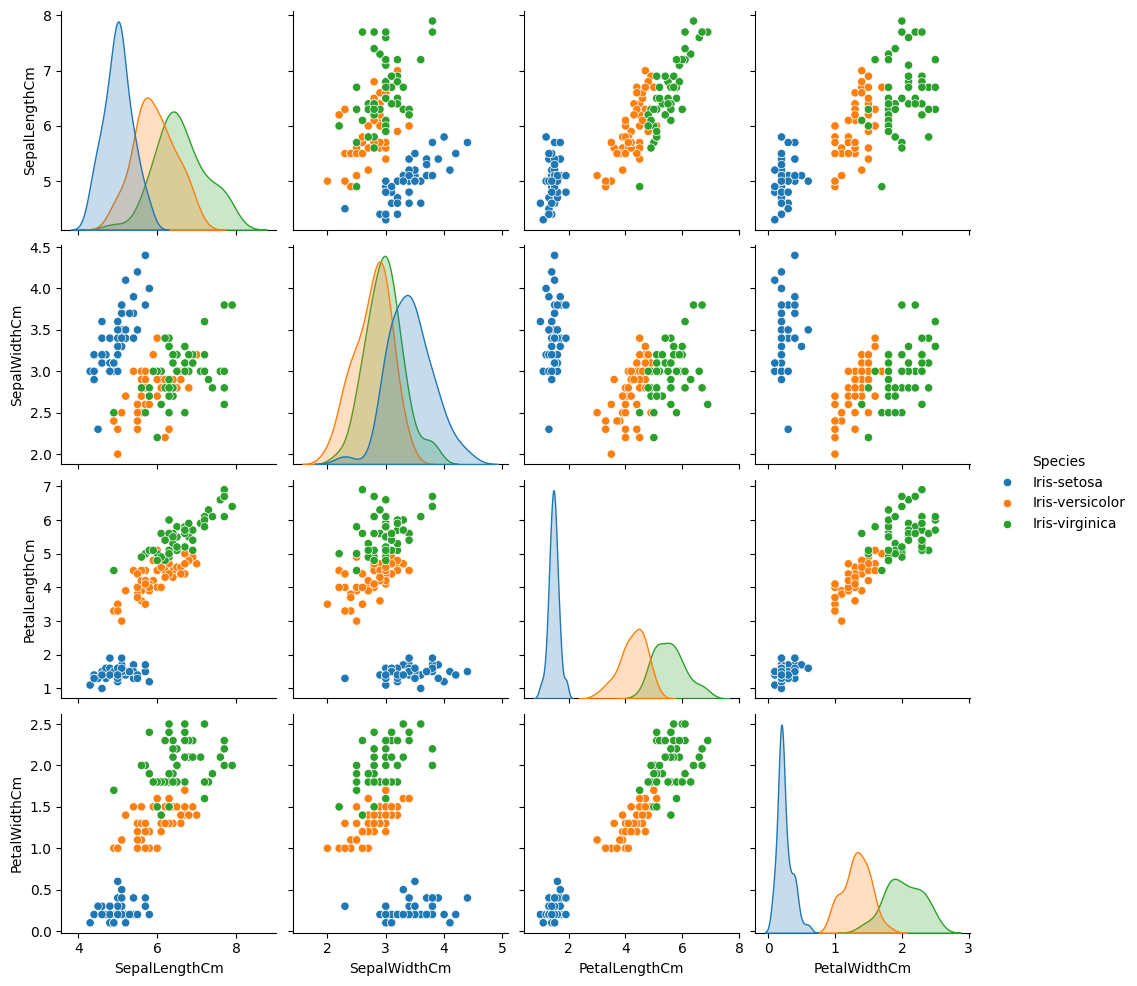 8
7
6
5
SepalLengthCm
4.5
4.0
3.5
3.0
2.5
2.0
SepalWidthCm
7
6
5
4
3
2
1
PetalLengthCm
Species
Iris-setosa
Iris-versicolor
Iris-virginica
2.5
2.0
1.5
1.0
0.5
0.0
PetalWidthCm
4 6 8
2 3 4 5
2 4 6 8
0 1 2 3
SepalLengthCm
SepalWidthCm
PetalLengthCm
PetalWidthCm